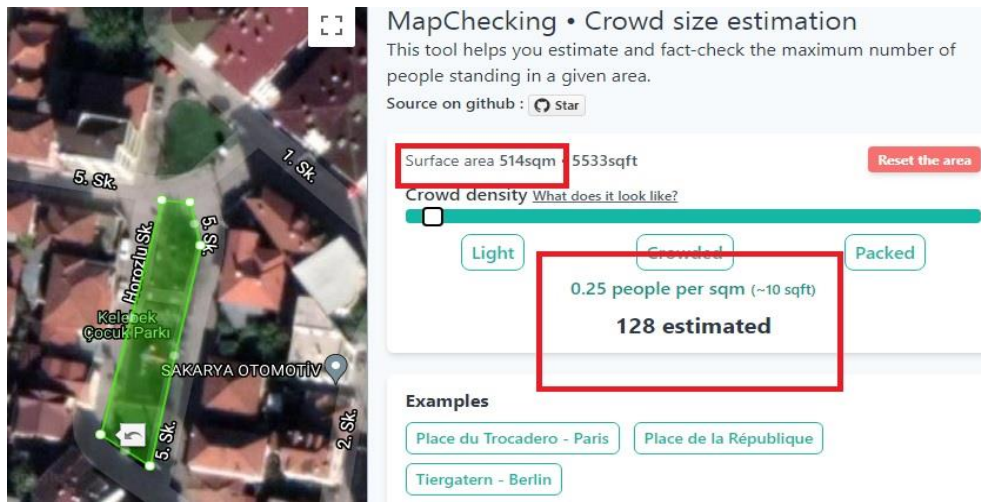 MapChecking • Crowd size estimation
This tool helps you estimate and fact-check the maximum number of
people standing in a given area.
Source on github : Star
Surface area 514sqm • 5533sqft
Reset the area
Crowd density What does it look like?
Light
Crowded
Packed
0.25 people per sqm (~10 sqft)
128 estimated
Examples
Place du Trocadero - Paris
Place de la République
Tiergatern - Berlin
1. Sk.
5. Sk.
5. Sk.
Horozlu Sk.
Kelebek
Çocuk Parkı
SAKARYA OTOMOTİV
2. Sk.
5. Sk.